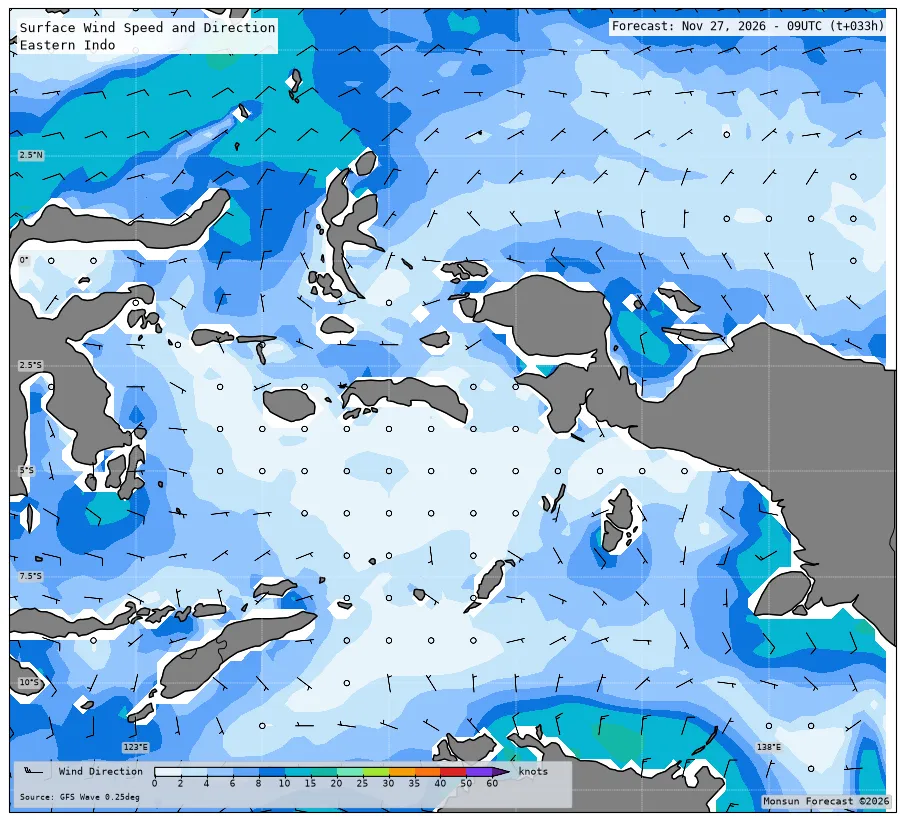 Surface Wind Speed and Direction
Eastern Indo
Forecast: Nov 27, 2026 - 09UTC (t+033h)
2.5°N
0°
2.5°S
5°S
7.5°S
10°S
123°E
138°E
Wind Direction
knots
0 2 4 6 8 10 15 20 25 30 35 40 50 60
Source: GFS Wave 0.25deg
Monsun Forecast ©2026